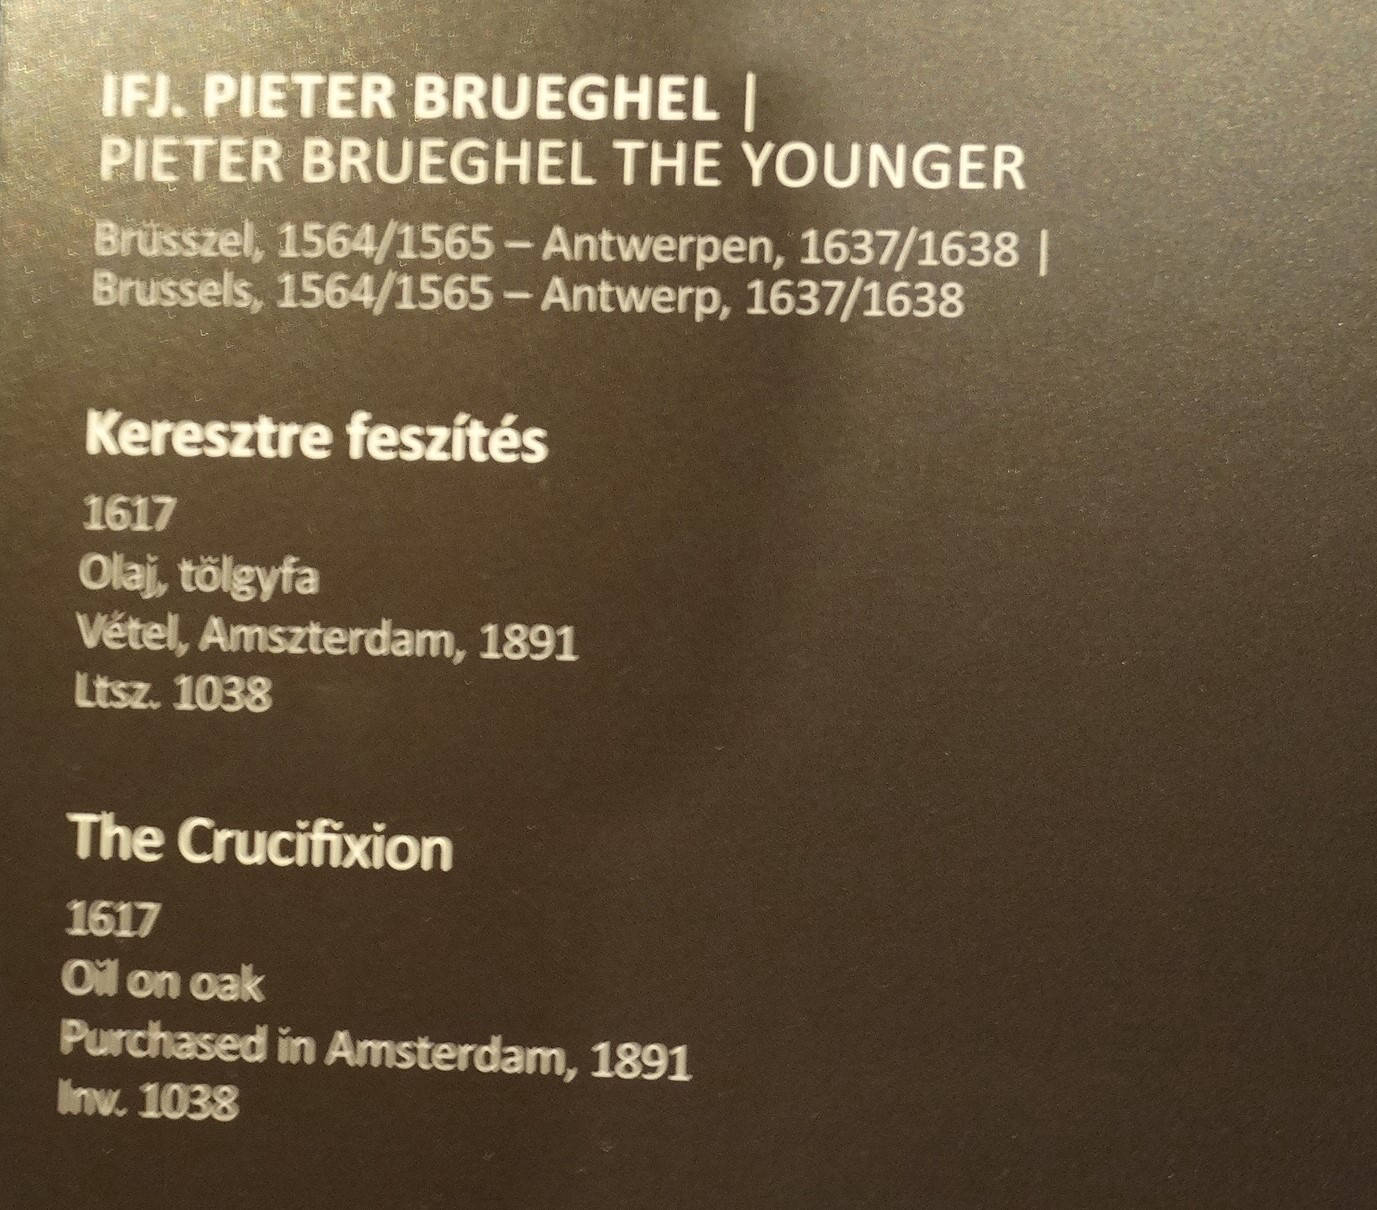 IFJ. PIETER BRUEGHEL |
PIETER BRUEGHEL THE YOUNGER
Brüsszel, 1564/1565 – Antwerpen, 1637/1638 |
Brussels, 1564/1565 – Antwerp, 1637/1638
Keresztre feszítés
1617
Olaj, tölgyfa
Vétel, Amszterdam, 1891
Ltsz. 1038
The Crucifixion
1617
Oil on oak
Purchased in Amsterdam, 1891
Inv. 1038